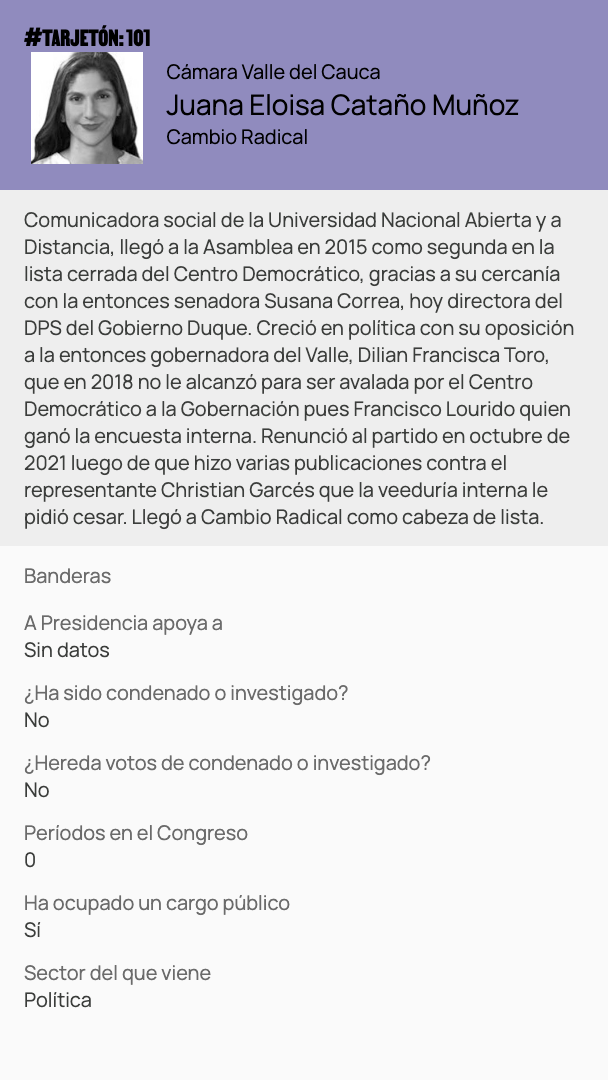 #TARJETÓN: 101
Cámara Valle del Cauca
Juana Eloisa Cataño Muñoz
Cambio Radical
Comunicadora social de la Universidad Nacional Abierta y a
Distancia, llegó a la Asamblea en 2015 como segunda en la
lista cerrada del Centro Democrático, gracias a su cercanía
con la entonces senadora Susana Correa, hoy directora del
DPS del Gobierno Duque. Creció en política con su oposición
a la entonces gobernadora del Valle, Dilian Francisca Toro,
que en 2018 no le alcanzó para ser avalada por el Centro
Democrático a la Gobernación pues Francisco Lourido quien
ganó la encuesta interna. Renunció al partido en octubre de
2021 luego de que hizo varias publicaciones contra el
representante Christian Garcés que la veeduría interna le
pidió cesar. Llegó a Cambio Radical como cabeza de lista.
Banderas
A Presidencia apoya a
Sin datos
¿Ha sido condenado o investigado?
No
¿Hereda votos de condenado o investigado?
No
Períodos en el Congreso
0
Ha ocupado un cargo público
Sí
Sector del que viene
Política